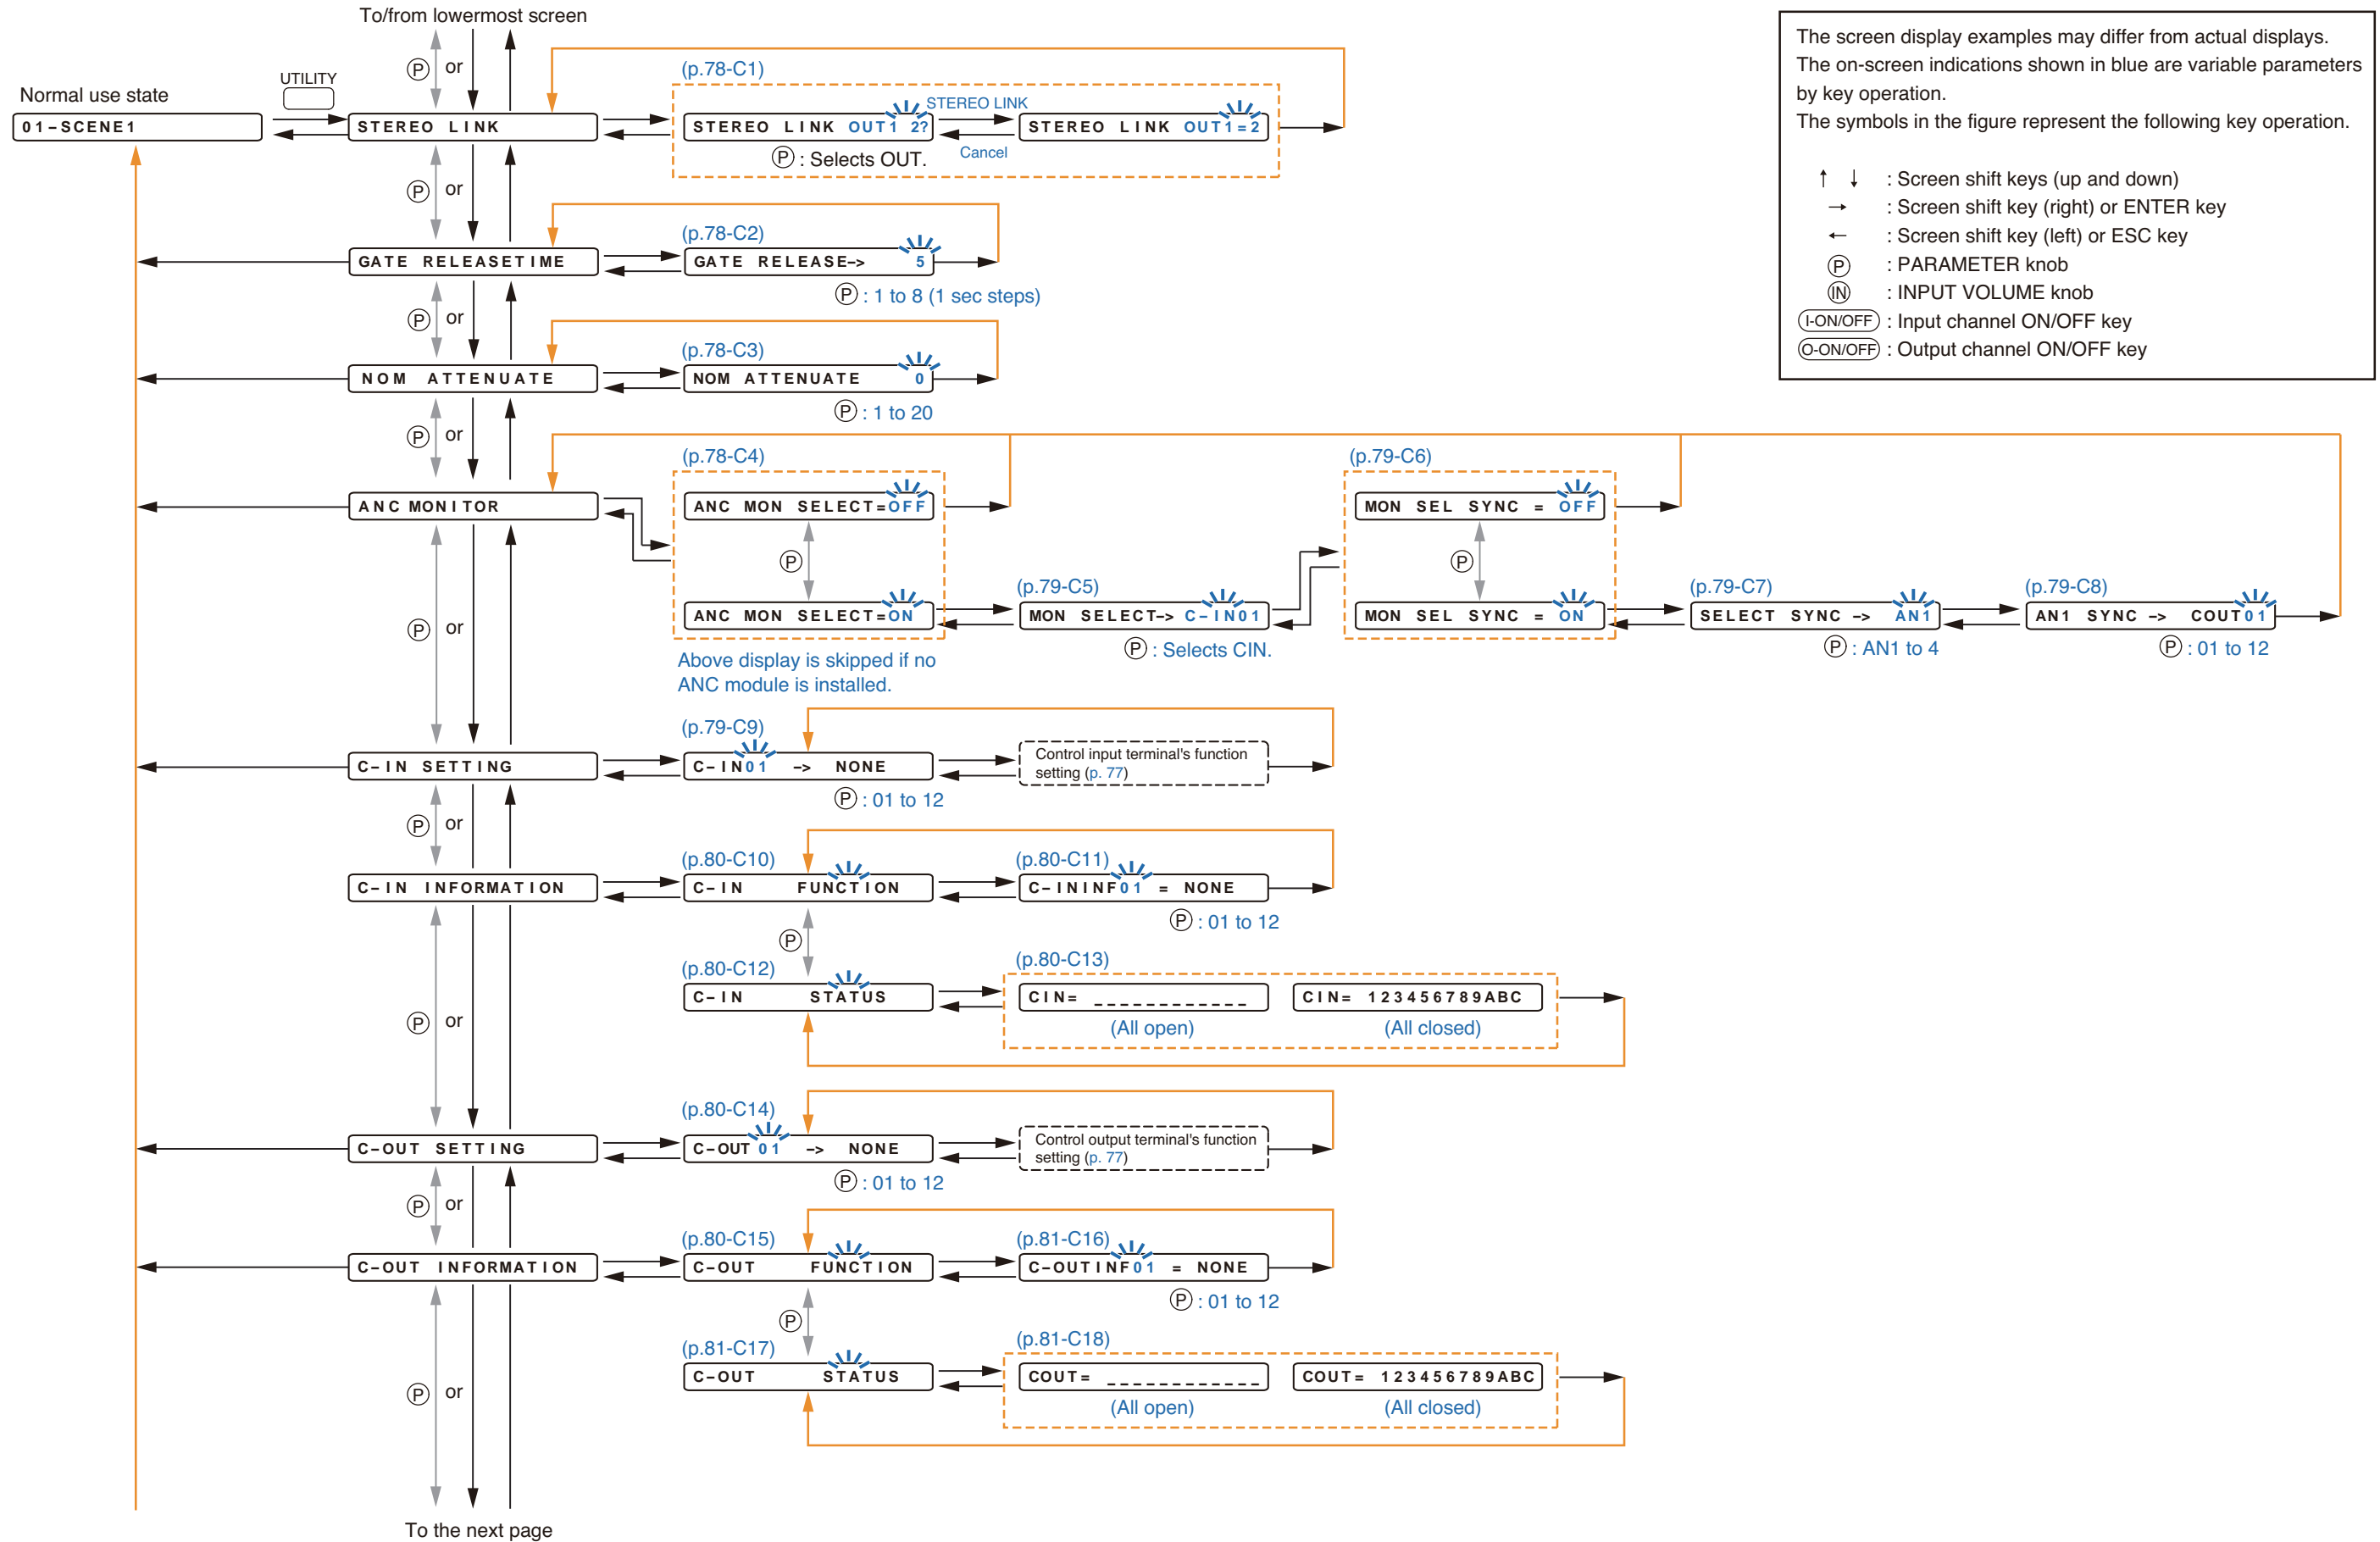 To/from lowermost screen
The screen display examples may differ from actual displays.
The on-screen indications shown in blue are variable parameters
by key operation.
The symbols in the figure represent the following key operation.
↑ ↓ : Screen shift keys (up and down)
→ : Screen shift key (right) or ENTER key
← : Screen shift key (left) or ESC key
P : PARAMETER knob
IN : INPUT VOLUME knob
I-ON/OFF : Input channel ON/OFF key
O-ON/OFF : Output channel ON/OFF key
P or
UTILITY
Normal use state
(p.78-C1)
STEREO LINK
01-SCENE1
STEREO LINK
STEREO LINK OUT1 2?
STEREO LINK OUT1=2
Cancel
P : Selects OUT.
P or
(p.78-C2)
GATE RELEASETIME
GATE RELEASE-> 5
P : 1 to 8 (1 sec steps)
P or
(p.78-C3)
NOM ATTENUATE
NOM ATTENUATE 0
P : 1 to 20
P or
(p.78-C4)
(p.79-C6)
ANC MONITOR
ANC MON SELECT=OFF
MON SEL SYNC = OFF
P
P
(p.79-C5)
(p.79-C7)
(p.79-C8)
ANC MON SELECT=ON
MON SELECT-> C-IN01
MON SEL SYNC = ON
SELECT SYNC -> AN1
AN1 SYNC -> COUT01
P or
P : Selects CIN.
P : AN1 to 4
P : 01 to 12
Above display is skipped if no
ANC module is installed.
(p.79-C9)
C-IN SETTING
C-IN01 -> NONE
Control input terminal's function
setting (p. 77)
P : 01 to 12
P or
(p.80-C10)
(p.80-C11)
C-IN INFORMATION
C-IN FUNCTION
C-ININF01 = NONE
P : 01 to 12
P
(p.80-C12)
(p.80-C13)
C-IN STATUS
CIN= _ _ _ _ _ _ _ _ _ _ _ _
CIN= 123456789ABC
P or
(All open)
(All closed)
(p.80-C14)
C-OUT SETTING
C-OUT 01 -> NONE
Control output terminal's function
setting (p. 77)
P : 01 to 12
P or
(p.80-C15)
(p.81-C16)
C-OUT INFORMATION
C-OUT FUNCTION
C-OUTINF01 = NONE
P : 01 to 12
P
(p.81-C17)
(p.81-C18)
C-OUT STATUS
COUT= _ _ _ _ _ _ _ _ _ _ _ _
COUT= 123456789ABC
P or
(All open)
(All closed)
To the next page